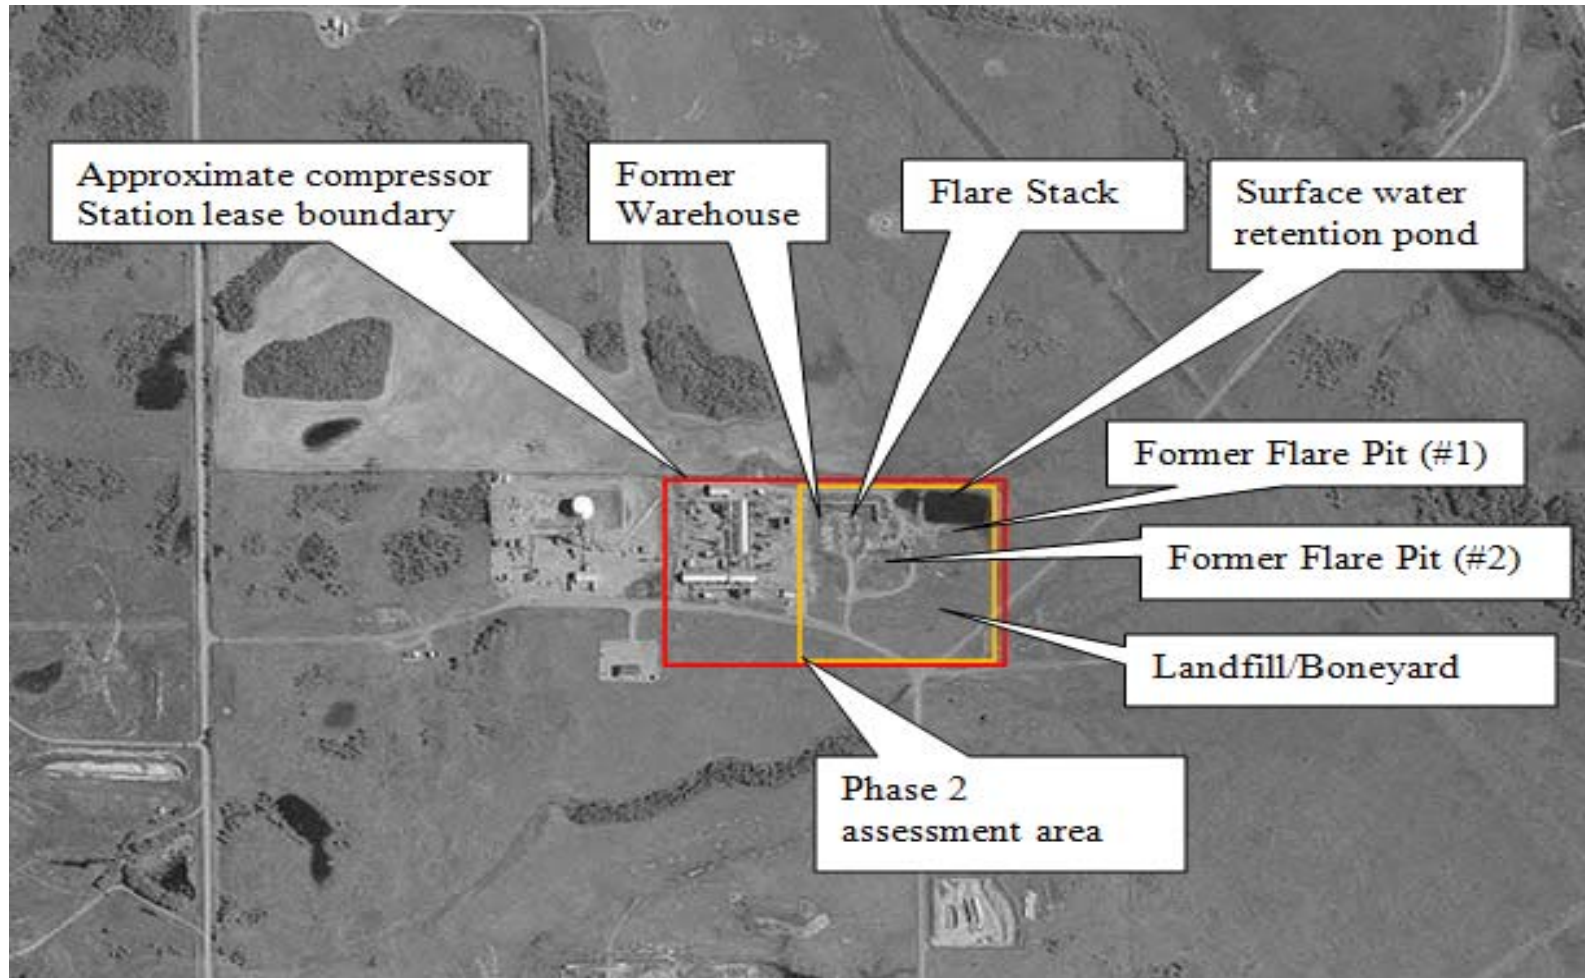 Approximate compressor
Station lease boundary
Former
Warehouse
Flare Stack
Surface water
retention pond
Former Flare Pit (#1)
Former Flare Pit (#2)
Landfill/Boneyard
Phase 2
assessment area